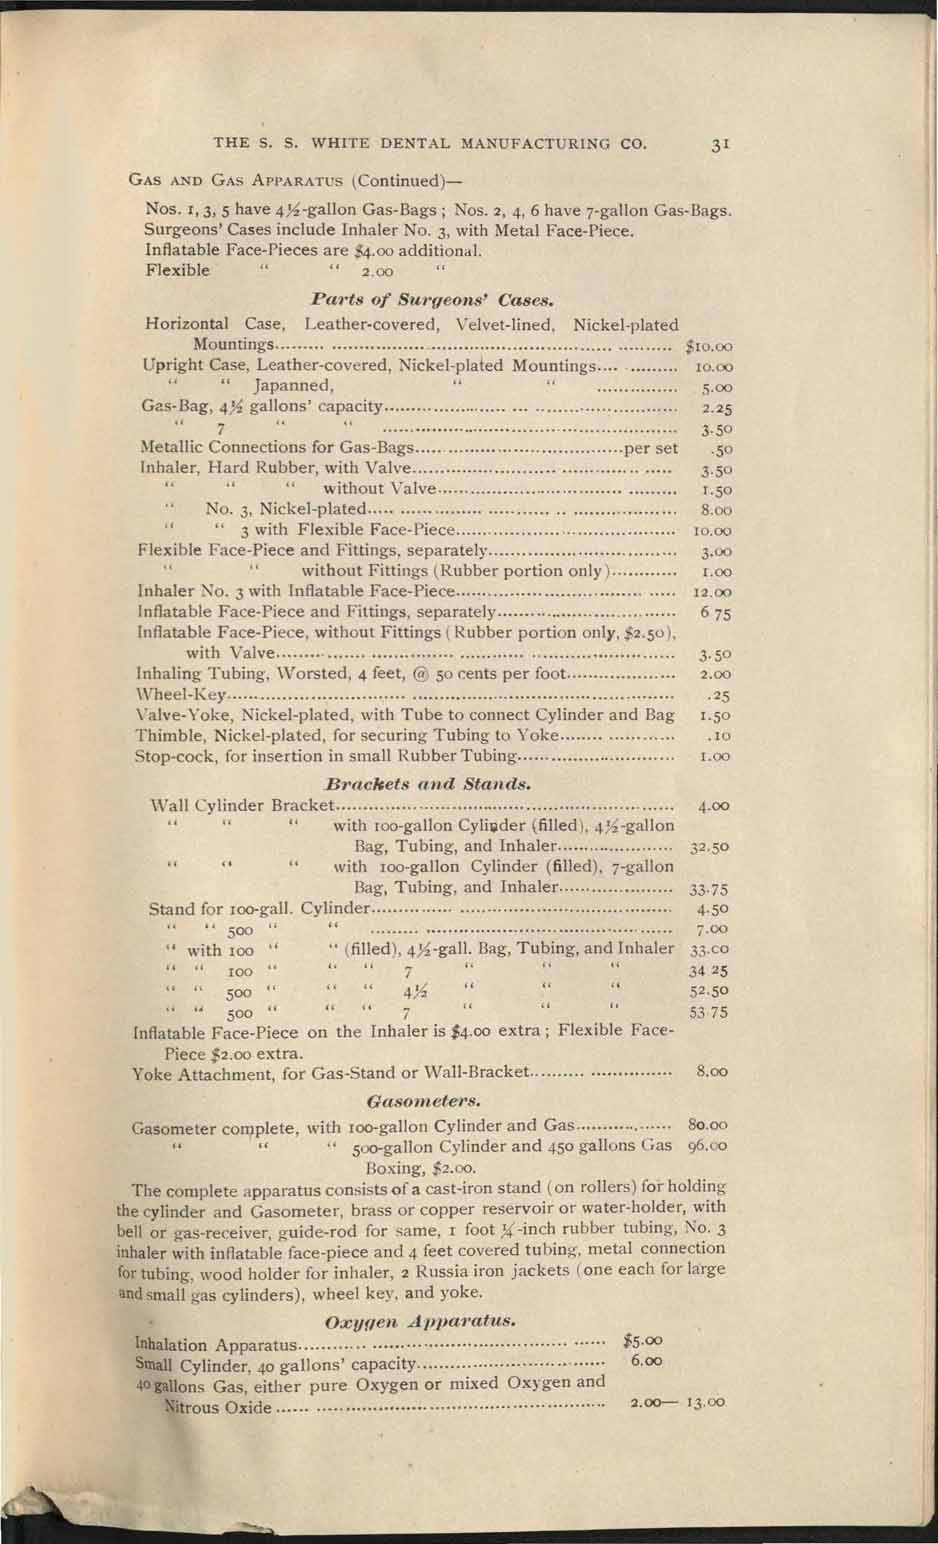 THE S. S. WHITE DENTAL MANUFACTURING CO. 31
GAS AND GAS APPARATUS (Continued)—
Nos. 1, 3, 5 have 4½-gallon Gas-Bags; Nos. 2, 4, 6 have 7-gallon Gas-Bags.
Surgeons' Cases include Inhaler No. 3, with Metal Face-Piece.
Inflatable Face-Pieces are $4.00 additional.
Flexible " " 2.00 "
Parts of Surgeons' Cases.
Horizontal Case, Leather-covered, Velvet-lined, Nickel-plated
Mountings........ $10.00
Upright Case, Leather-covered, Nickel-plated Mountings........ 10.00
" " Japanned, " " ........ 5.00
Gas-Bag, 4½ gallons' capacity........ 2.25
" 7 " " ........ 3.50
Metallic Connections for Gas-Bags........per set .50
Inhaler, Hard Rubber, with Valve........ 3.50
" " " without Valve........ 1.50
" No. 3, Nickel-plated........ 8.00
" " 3 with Flexible Face-Piece........ 10.00
Flexible Face-Piece and Fittings, separately........ 3.00
" " without Fittings (Rubber portion only)........ 1.00
Inhaler No. 3 with Inflatable Face-Piece........ 12.00
Inflatable Face-Piece and Fittings, separately........ 6 75
Inflatable Face-Piece, without Fittings (Rubber portion only, $2.50),
with Valve........ 3.50
Inhaling Tubing, Worsted, 4 feet, @ 50 cents per foot........ 2.00
Wheel-Key........ .25
Valve-Yoke, Nickel-plated, with Tube to connect Cylinder and Bag 1.50
Thimble, Nickel-plated, for securing Tubing to Yoke........ .10
Stop-cock, for insertion in small Rubber Tubing........ 1.00
Brackets and Stands.
Wall Cylinder Bracket........ 4.00
" " " with 100-gallon Cylinder (filled), 4½-gallon
Bag, Tubing, and Inhaler........ 32.50
" " " with 100-gallon Cylinder (filled), 7-gallon
Bag, Tubing, and Inhaler........ 33.75
Stand for 100-gall. Cylinder........ 4.50
" " 500 " " ........ 7.00
" with 100 " " (filled), 4½-gall. Bag, Tubing, and Inhaler 33.00
" " 100 " " " 7 " " " 34 25
" " 500 " " " 4½ " " " 52.50
" " 500 " " " 7 " " " 53.75
Inflatable Face-Piece on the Inhaler is $4.00 extra; Flexible Face-
Piece $2.00 extra.
Yoke Attachment, for Gas-Stand or Wall-Bracket........ 8.00
Gasometers.
Gasometer complete, with 100-gallon Cylinder and Gas........ 80.00
" " " 500-gallon Cylinder and 450 gallons Gas 96.00
Boxing, $2.00.
The complete apparatus consists of a cast-iron stand (on rollers) for holding
the cylinder and Gasometer, brass or copper reservoir or water-holder, with
bell or gas-receiver, guide-rod for same, 1 foot ¼-inch rubber tubing, No. 3
inhaler with inflatable face-piece and 4 feet covered tubing, metal connection
for tubing, wood holder for inhaler, 2 Russia iron jackets (one each for large
and small gas cylinders), wheel key, and yoke.
Oxygen Apparatus.
Inhalation Apparatus........ $5.00
Small Cylinder, 40 gallons' capacity........ 6.00
40 gallons Gas, either pure Oxygen or mixed Oxygen and
Nitrous Oxide........ 2.00— 13.00